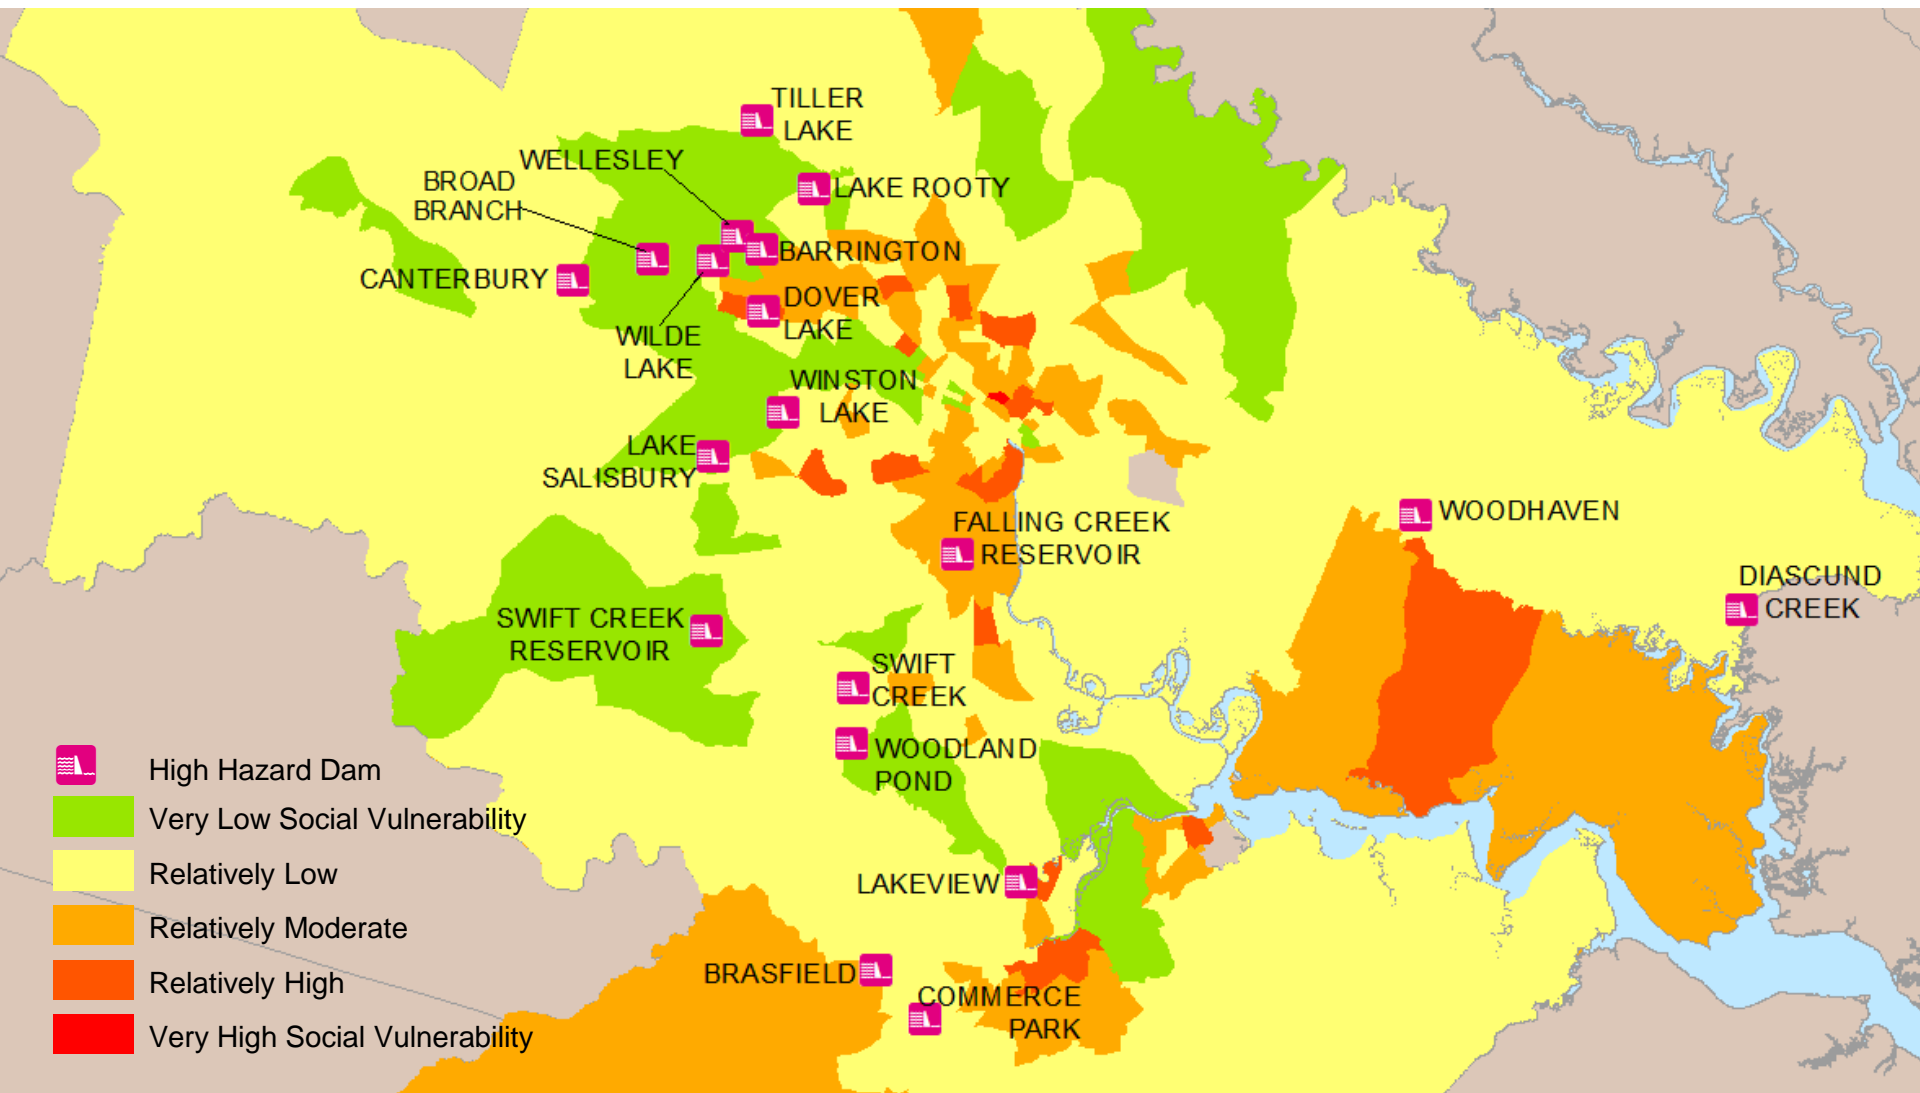 TILLER
LAKE
WELLESLEY
BROAD
BRANCH
LAKE ROOTY
BARRINGTON
CANTERBURY
DOVER
LAKE
WILDE
LAKE
WINSTON
LAKE
LAKE
SALISBURY
FALLING CREEK
RESERVOIR
WOODHAVEN
DIASCUND
CREEK
SWIFT CREEK
RESERVOIR
SWIFT
CREEK
WOODLAND
POND
LAKEVIEW
BRASFIELD
COMMERCE
PARK
High Hazard Dam
Very Low Social Vulnerability
Relatively Low
Relatively Moderate
Relatively High
Very High Social Vulnerability